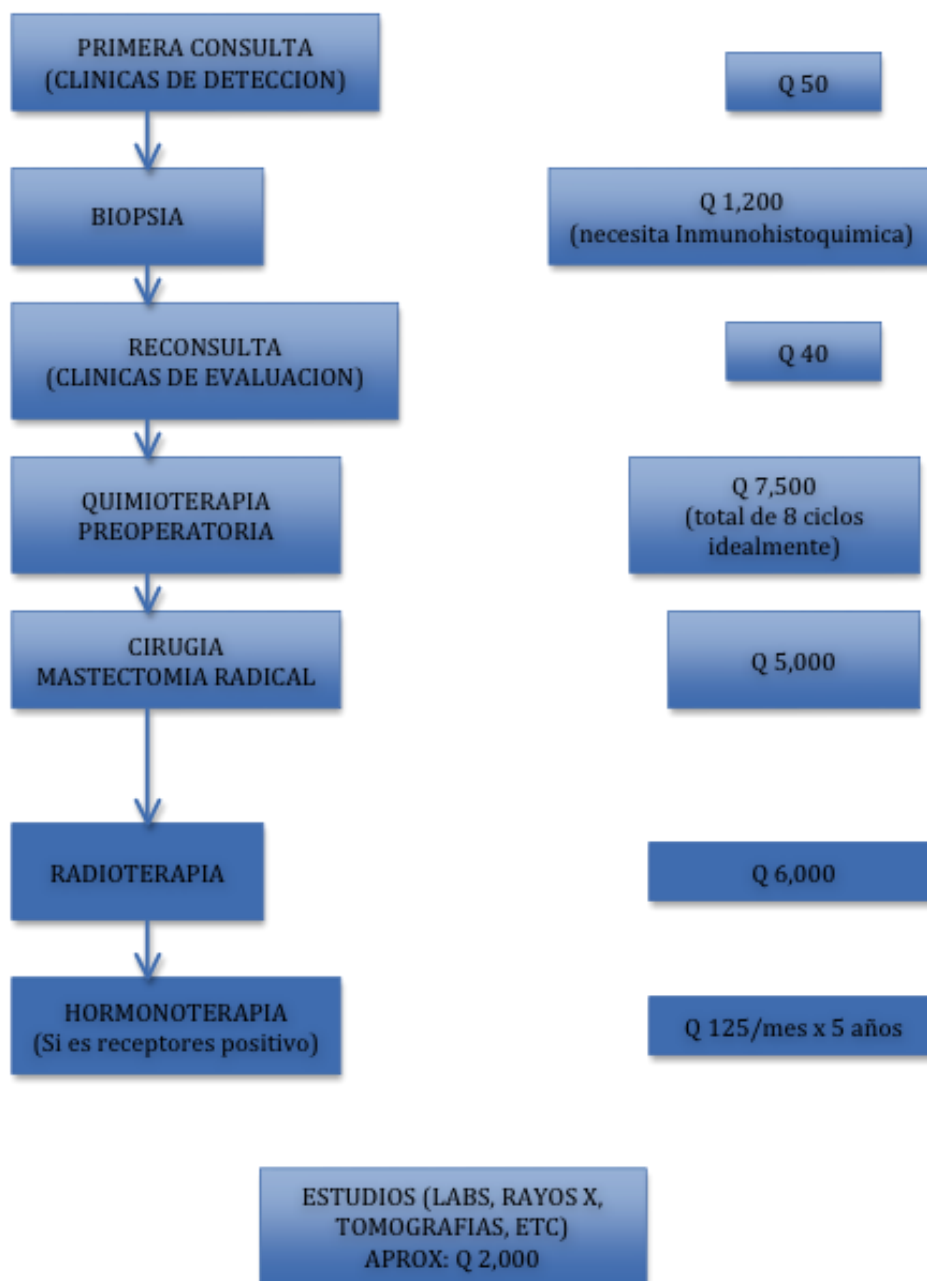 PRIMERA CONSULTA
(CLINICAS DE DETECCION)
Q 50
BIOPSIA
Q 1,200
(necesita Inmunohistoquimica)
RECONSULTA
(CLINICAS DE EVALUACION)
Q 40
QUIMIOTERAPIA
PREOPERATORIA
Q 7,500
(total de 8 ciclos
idealmente)
CIRUGIA
MASTECTOMIA RADICAL
Q 5,000
RADIOTERAPIA
Q 6,000
HORMONOTERAPIA
(Si es receptores positivo)
Q 125/mes x 5 años
ESTUDIOS (LABS, RAYOS X,
TOMOGRAFIAS, ETC)
APROX: Q 2,000